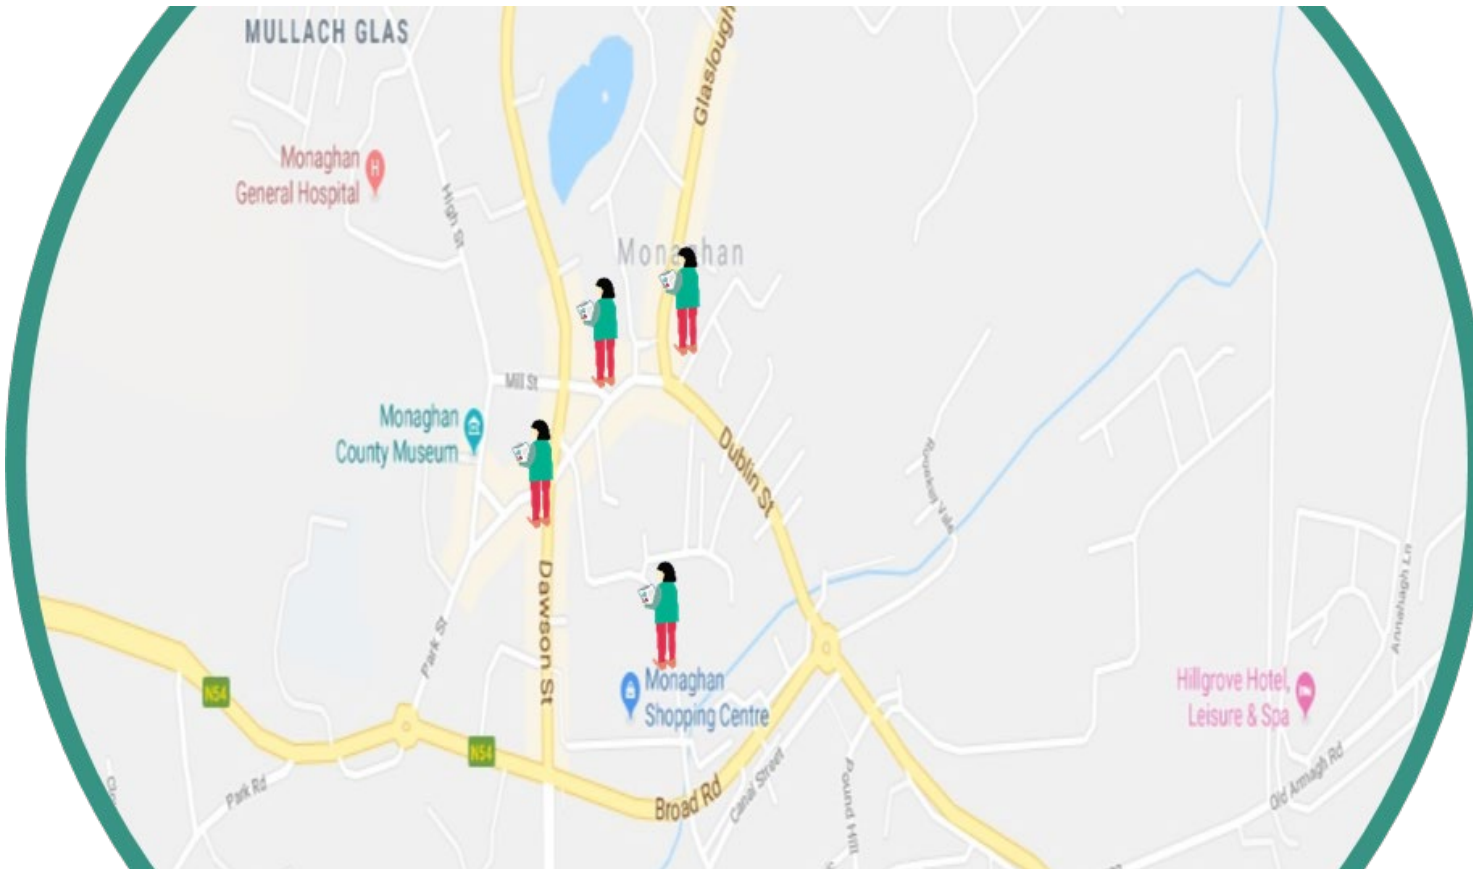 MULLACH GLAS
Glaslough
Monaghan
General Hospital
H
High St
Monaghan
Mill St
Monaghan
County Museum
Dublin St
Dawson St
Park St
Annahagh Ln
N54
Monaghan
Shopping Centre
Hillgrove Hotel,
Leisure & Spa
N54
Park Rd
Broad Rd
Canal Street
Pound Hill
Old Armagh Rd